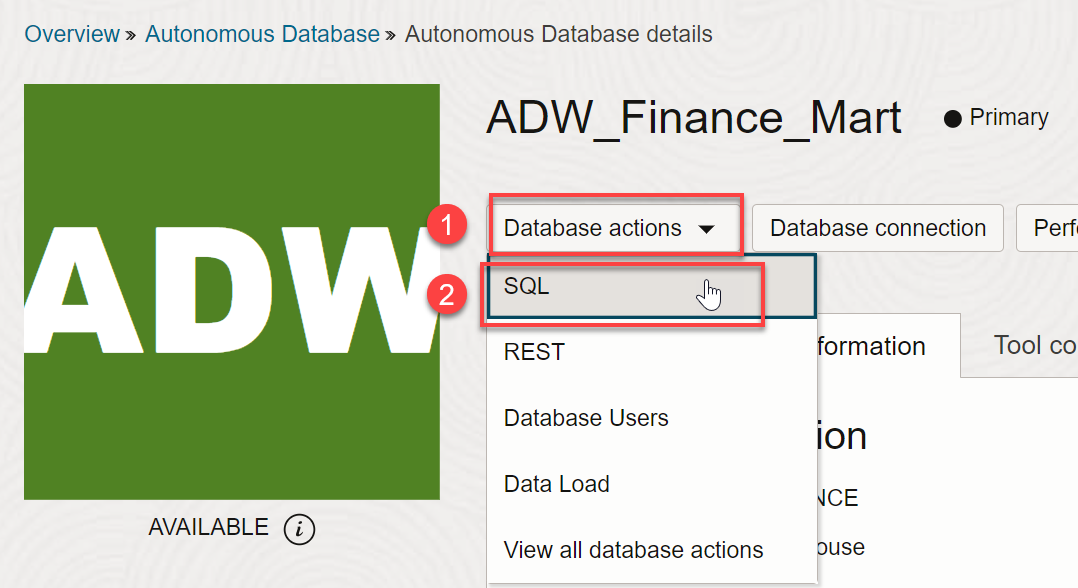 Overview » Autonomous Database » Autonomous Database details
ADW
ADW_Finance_Mart
Primary
1
Database actions
Database connection
Perf
2
SQL
REST
formation
Tool co
Database Users
ion
Data Load
NCE
View all database actions
ouse
AVAILABLE i